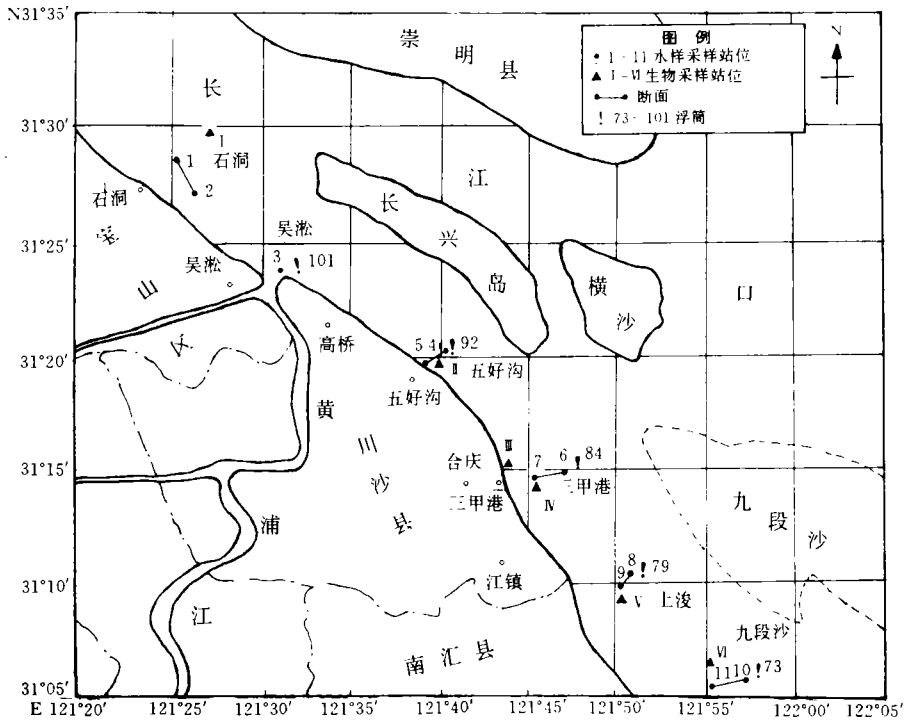 N31°35′
崇明县
图例
• 1-11 水样采样站位
▲ Ⅰ-Ⅵ 生物采样站位
断面
! 73-101 浮筒
N
长
江
口
31°30′
Ⅰ
石洞
1
2
石洞
宝山区
31°25′
吴淞
吴淞
3
! 101
长兴岛
横沙
高桥
31°20′
5 4 ! 92
Ⅱ 五好沟
五好沟
黄浦江
川沙县
31°15′
Ⅲ
台庆
7 6 ! 84
三甲港
三甲港
Ⅳ
九段沙
8 ! 79
9
江镇
31°10′
Ⅴ 上浚
九段沙
Ⅵ
11 10 ! 73
南汇县
31°05′
E 121°20′ 121°25′ 121°30′ 121°35′ 121°40′ 121°45′ 121°50′ 121°55′ 122°00′ 122°05′